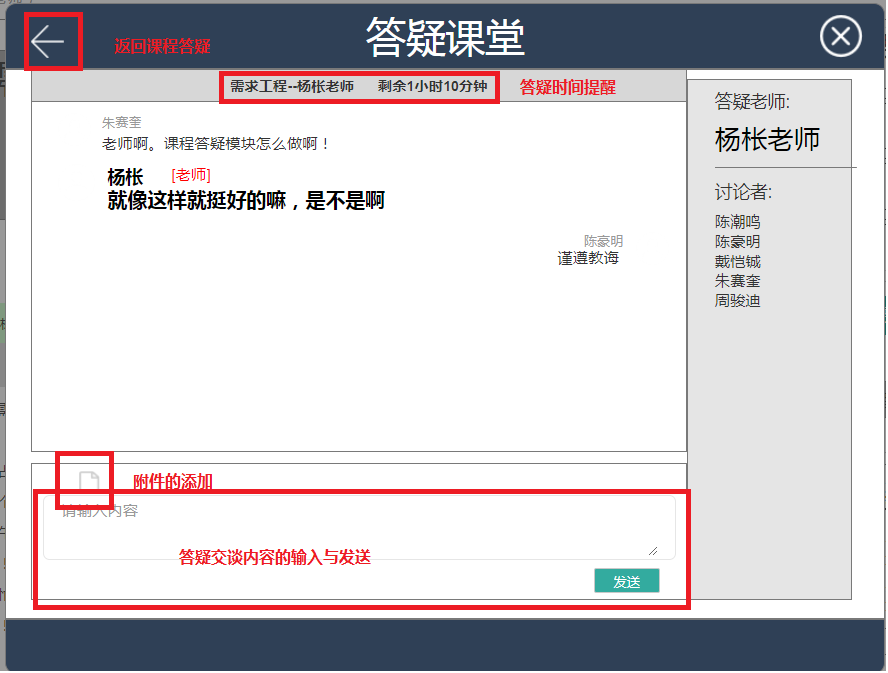 答疑课堂
返回课程答疑
需求工程--杨枨老师 剩余1小时10分钟 答疑时间提醒
朱赛奎
老师啊。课程答疑模块怎么做啊！
杨枨 [老师]
就像这样就挺好的嘛，是不是啊
陈豪明
谨遵教诲
附件的添加
请输入内容
答疑交谈内容的输入与发送
发送
答疑老师:
杨枨老师
讨论者:
陈潮鸣
陈豪明
戴恺铖
朱赛奎
周骏迪